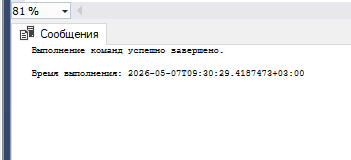 81 %
Сообщения
Выполнение команд успешно завершено.
Время выполнения: 2026-05-07T09:30:29.4187473+03:00